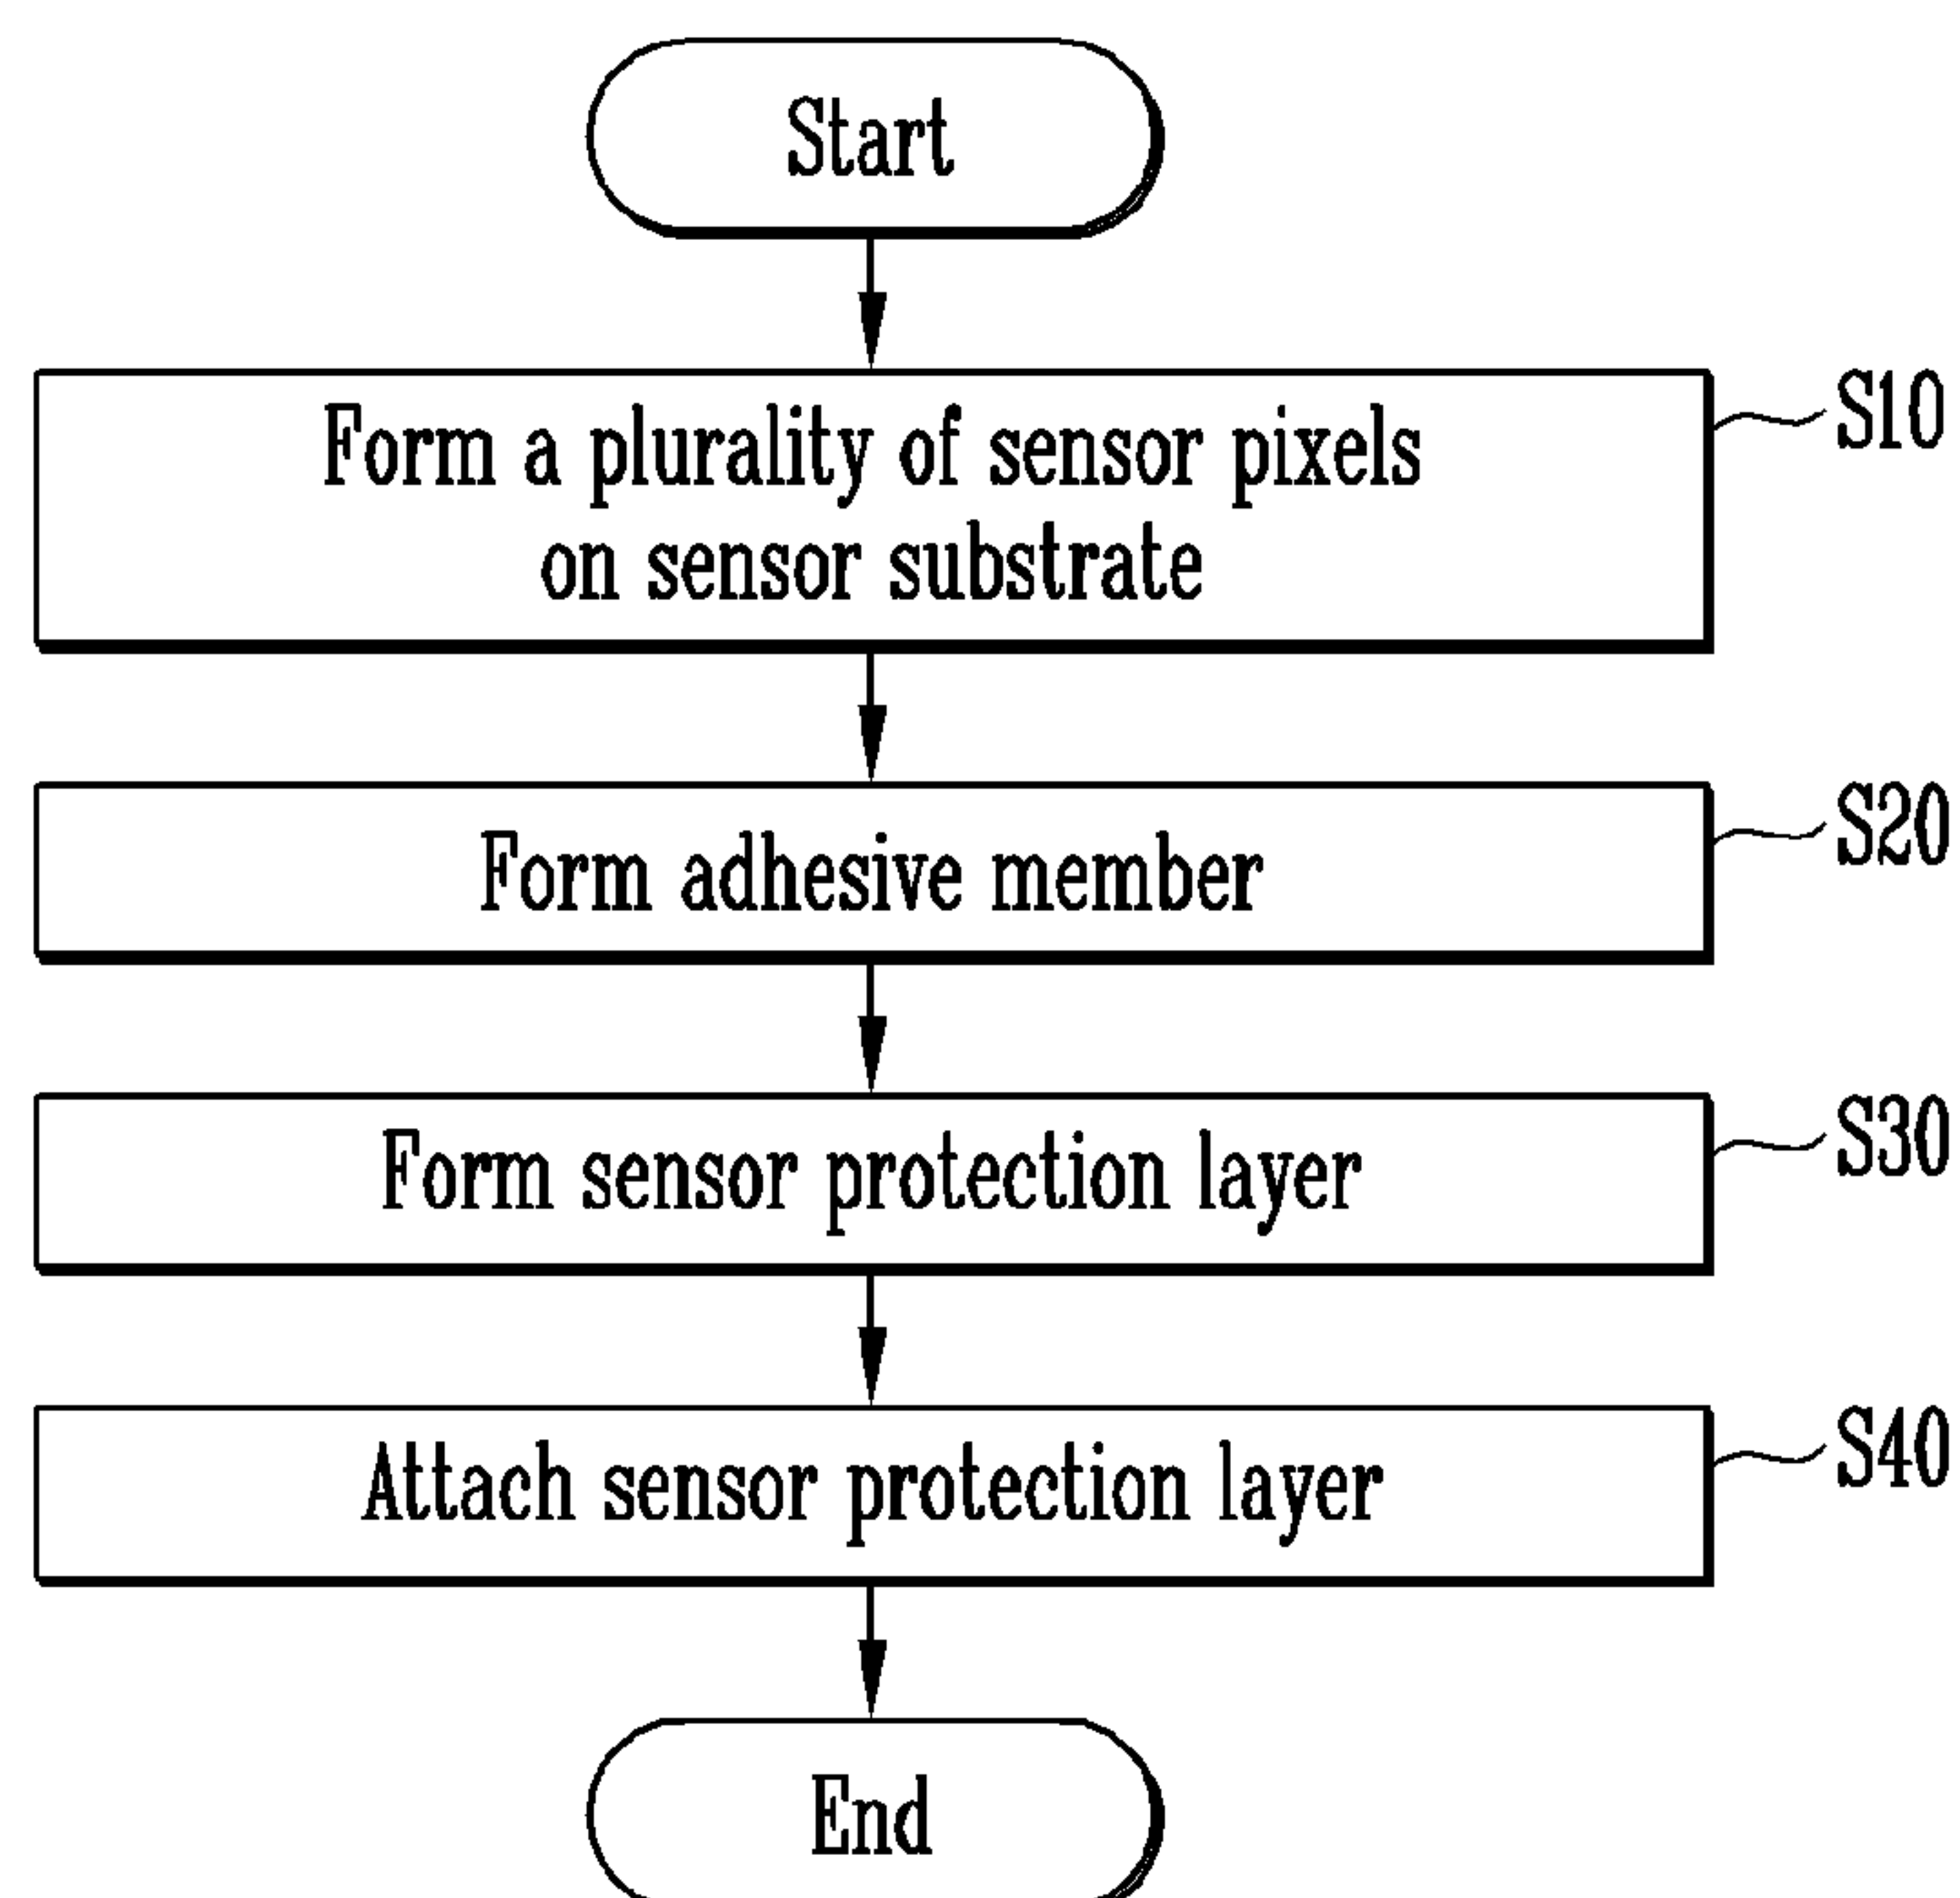 Start
Form a plurality of sensor pixels
on sensor substrate
S10
Form adhesive member
S20
Form sensor protection layer
S30
Attach sensor protection layer
S40
End